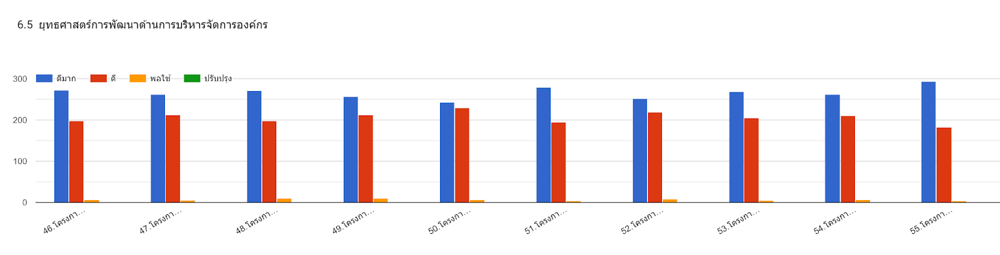 6.5 ยุทธศาสตร์การพัฒนาด้านการบริหารจัดการองค์กร
ดีมาก ดี พอใช้ ปรับปรุง
300
200
100
0
46.โครงกา... 47.โครงกา... 48.โครงกา... 49.โครงกา... 50.โครงกา... 51.โครงกา... 52.โครงกา... 53.โครงกา... 54.โครงกา... 55.โครงกา...